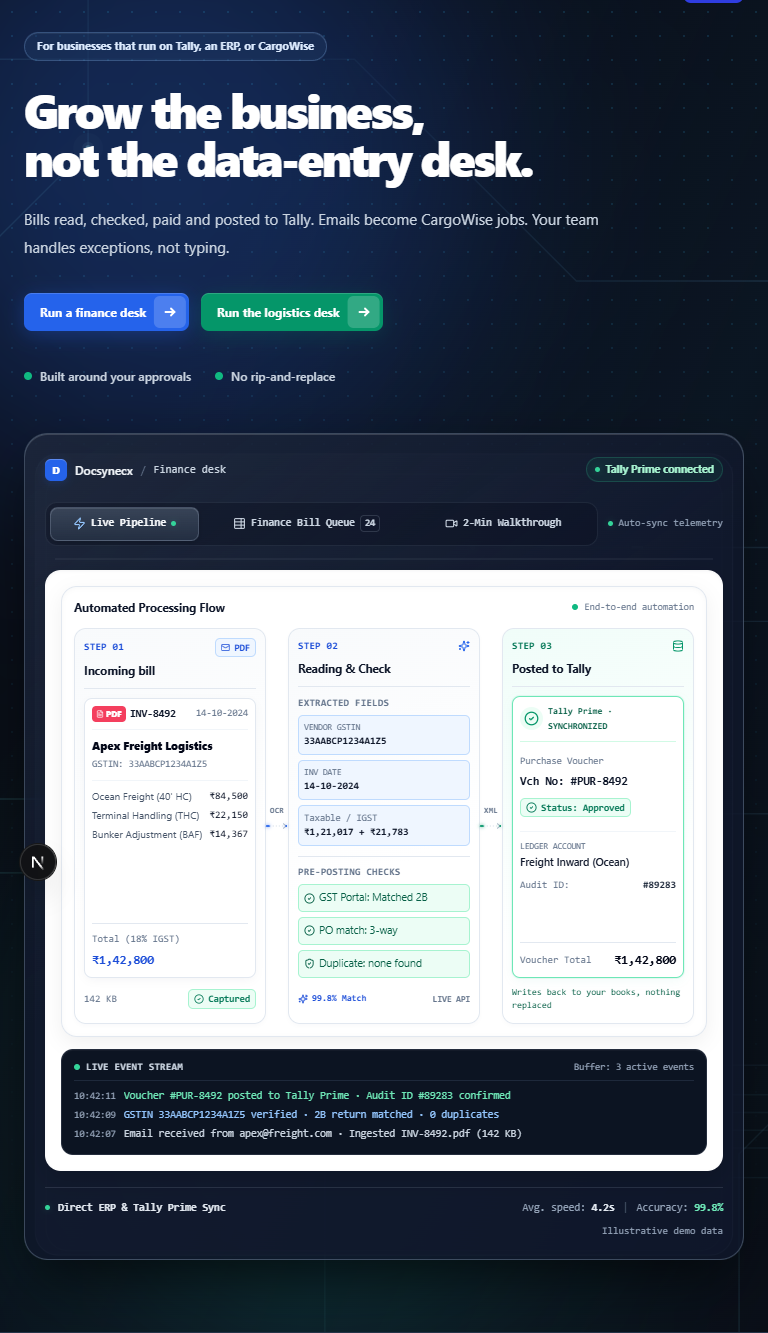 For businesses that run on Tally, an ERP, or CargoWise
Grow the business,
not the data-entry desk.
Bills read, checked, paid and posted to Tally. Emails become CargoWise jobs. Your team
handles exceptions, not typing.
Run a finance desk →
Run the logistics desk →
Built around your approvals
No rip-and-replace
D Docsynecx / Finance desk
Tally Prime connected
Live Pipeline
Finance Bill Queue 24
2-Min Walkthrough
Auto-sync telemetry
Automated Processing Flow
End-to-end automation
STEP 01
PDF
Incoming bill
PDF INV-8492 14-10-2024
Apex Freight Logistics
GSTIN: 33AABCP1234A1Z5
Ocean Freight (40' HC) ₹84,500
Terminal Handling (THC) ₹22,150
Bunker Adjustment (BAF) ₹14,367
Total (18% IGST)
₹1,42,800
142 KB
Captured
OCR
STEP 02
Reading & Check
EXTRACTED FIELDS
VENDOR GSTIN
33AABCP1234A1Z5
INV DATE
14-10-2024
Taxable / IGST
₹1,21,017 + ₹21,783
PRE-POSTING CHECKS
GST Portal: Matched 2B
PO match: 3-way
Duplicate: none found
99.8% Match
LIVE API
XML
STEP 03
Posted to Tally
Tally Prime ·
SYNCHRONIZED
Purchase Voucher
Vch No: #PUR-8492
Status: Approved
LEDGER ACCOUNT
Freight Inward (Ocean)
Audit ID: #89283
Voucher Total ₹1,42,800
Writes back to your books, nothing
replaced
N
LIVE EVENT STREAM
Buffer: 3 active events
10:42:11 Voucher #PUR-8492 posted to Tally Prime · Audit ID #89283 confirmed
10:42:09 GSTIN 33AABCP1234A1Z5 verified · 2B return matched · 0 duplicates
10:42:07 Email received from apex@freight.com · Ingested INV-8492.pdf (142 KB)
Direct ERP & Tally Prime Sync
Avg. speed: 4.2s | Accuracy: 99.8%
Illustrative demo data